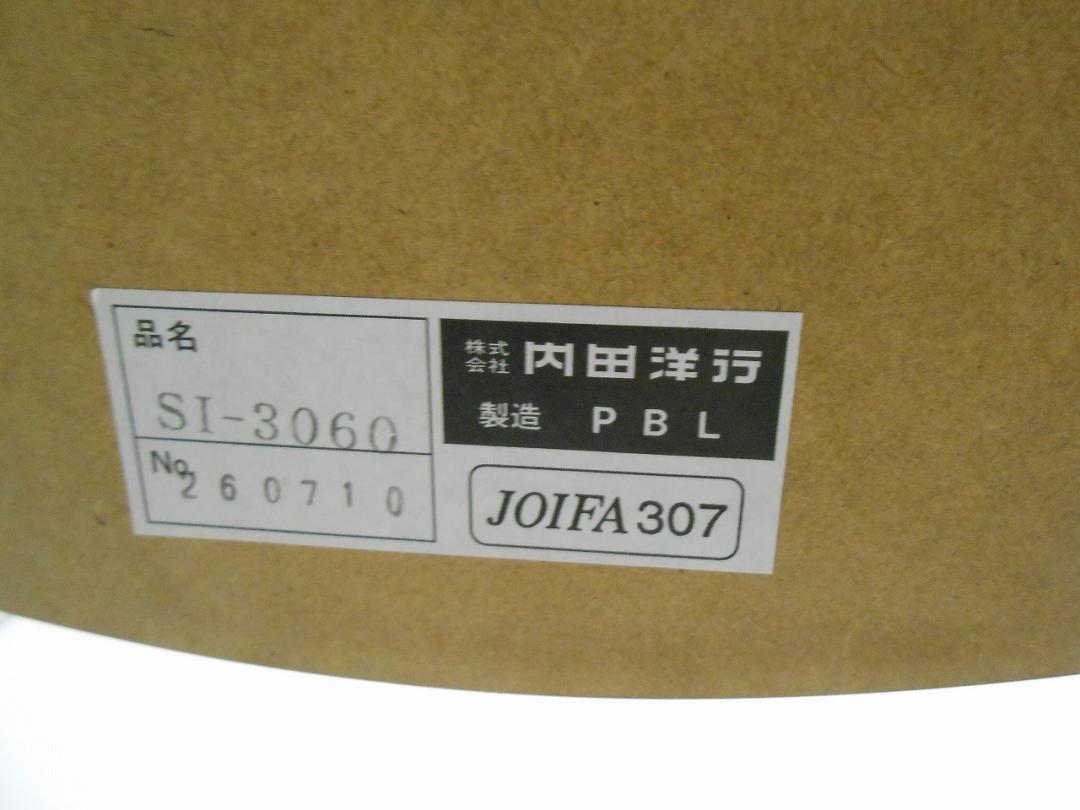 品名
SI-3060
No. 260710
株式会社 内田洋行
製造 PBL
JOIFA 307